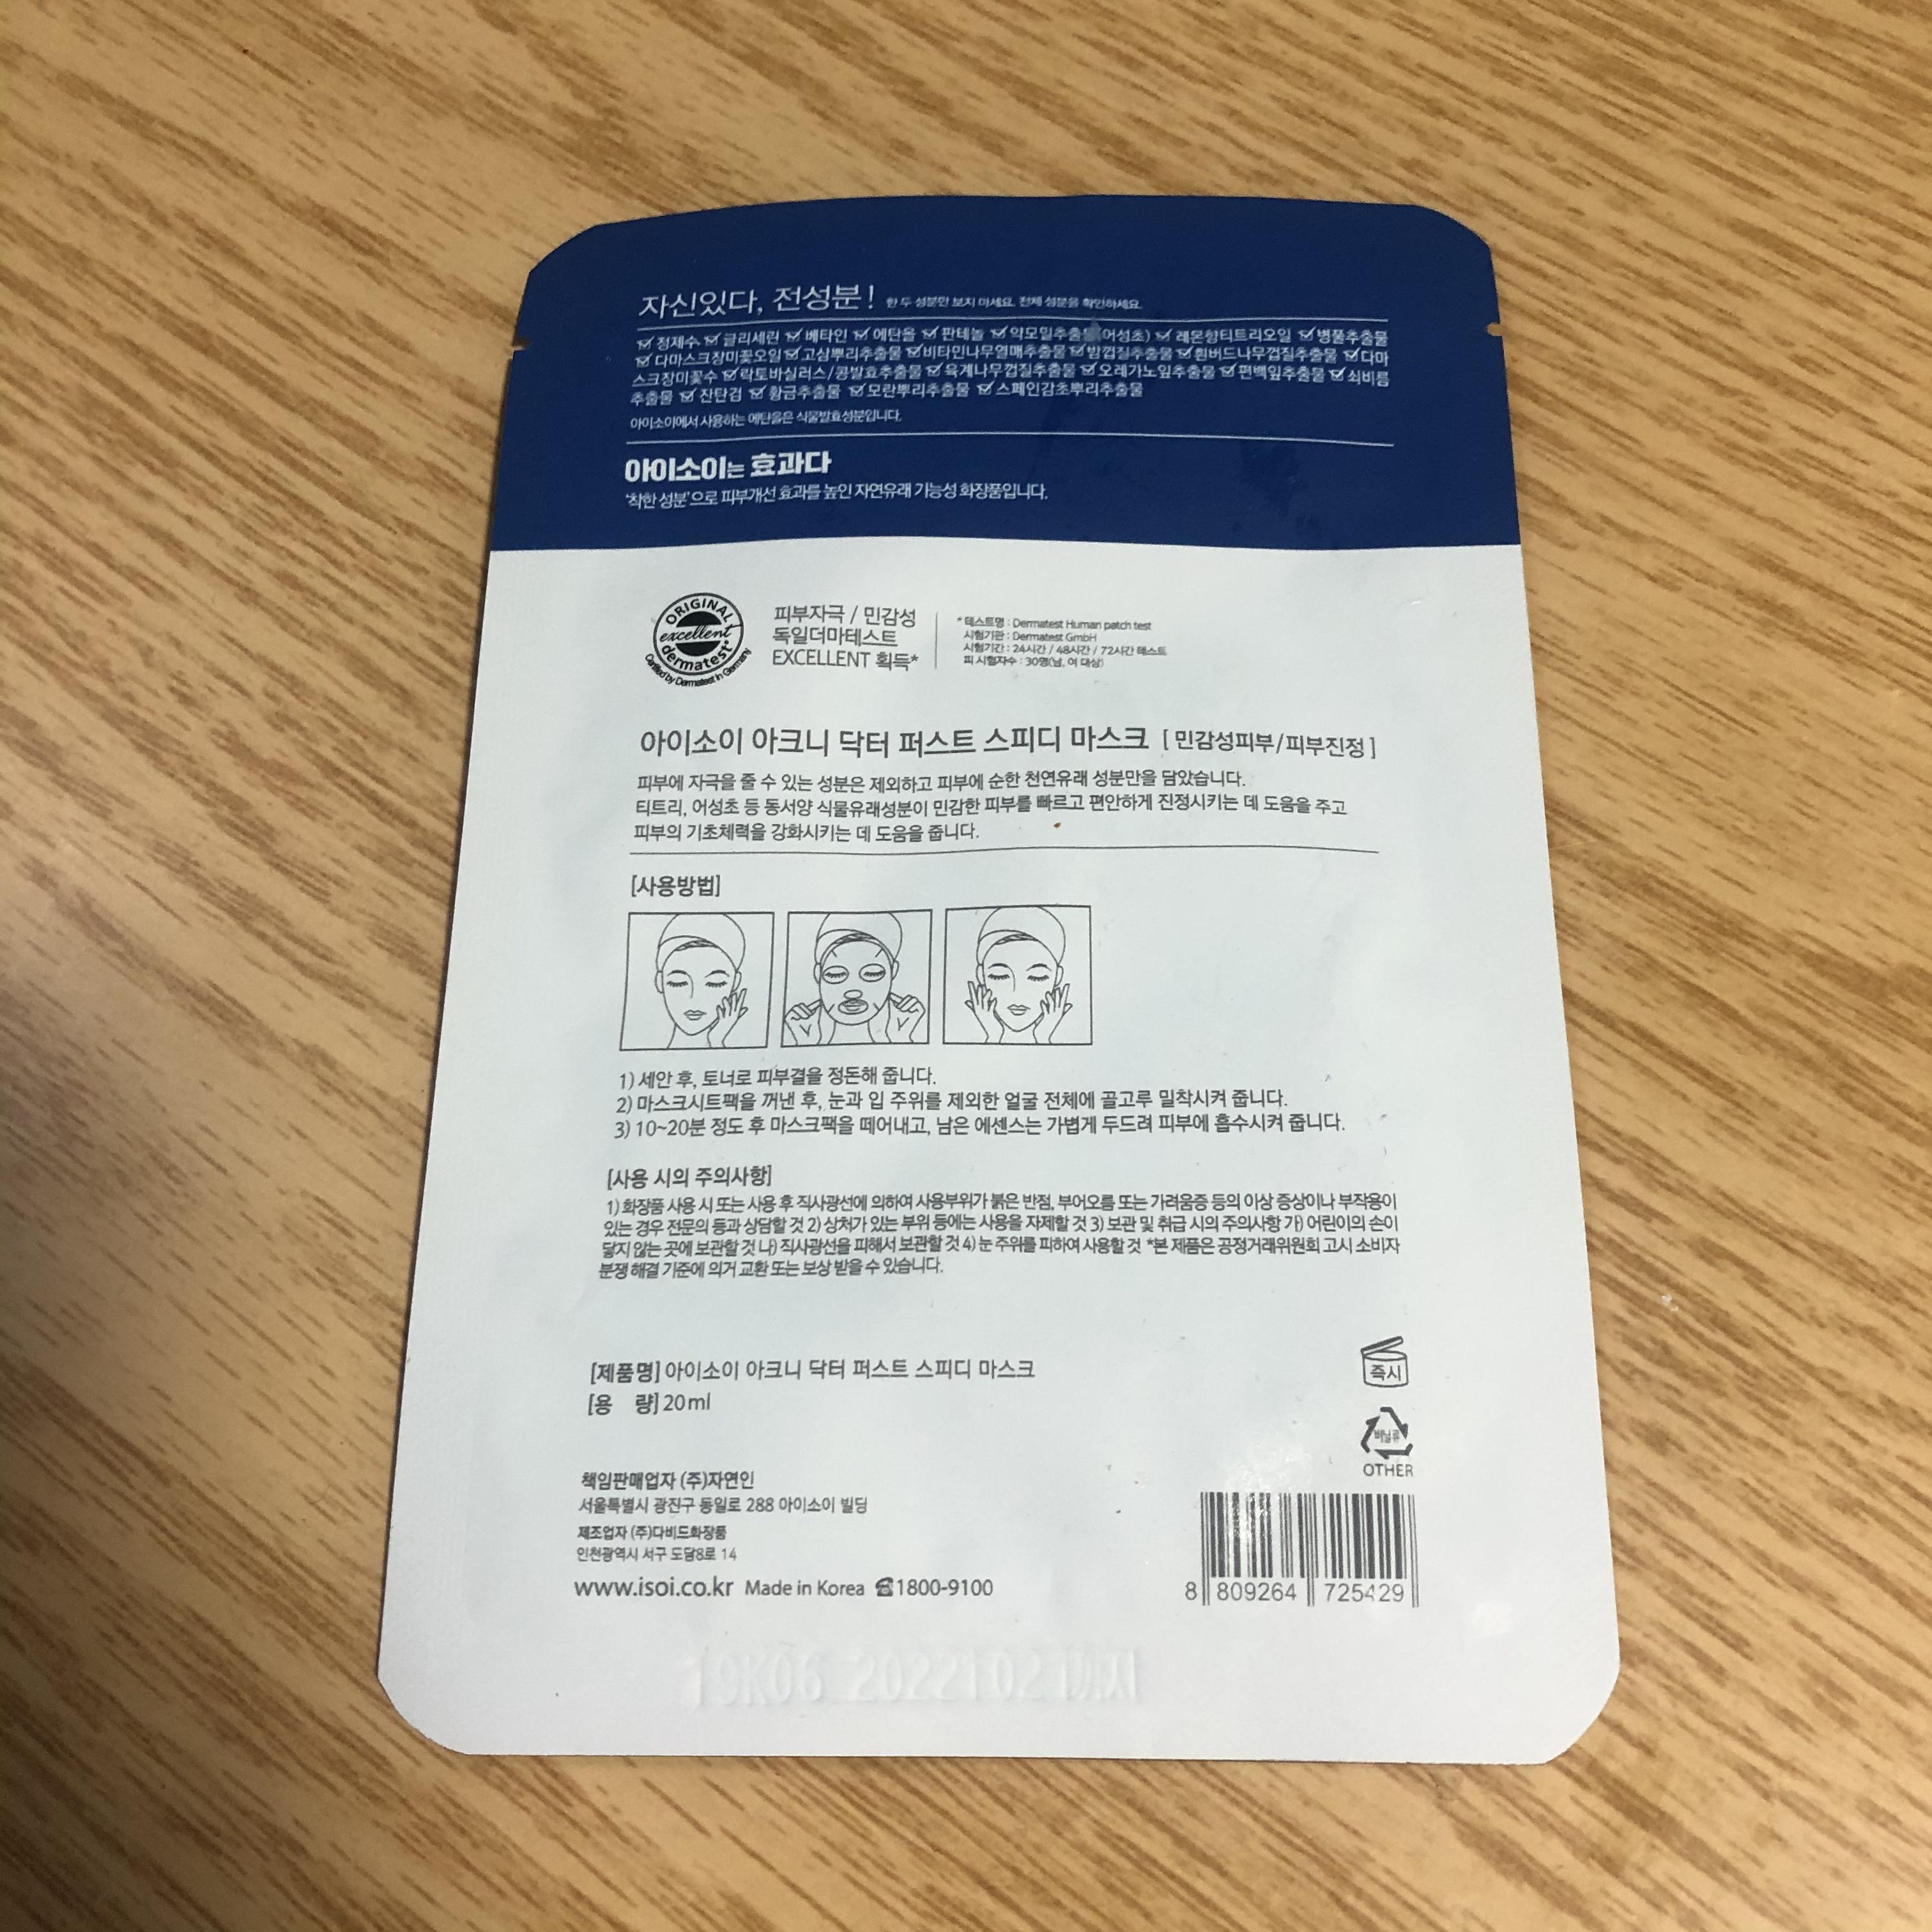 자신있다, 전성분! 한 두 성분만 보지 마세요. 전체 성분을 확인하세요.
정제수 글리세린 베타인 에탄올 판테놀 약모밀추출물(어성초) 레몬향티트리오일 병풀추출물
다마스크장미꽃오일 고삼뿌리추출물 비타민나무열매추출물 밤껍질추출물 흰버드나무껍질추출물 다마
스크장미꽃수 락토바실러스/콩발효추출물 육계나무껍질추출물 오레가노잎추출물 편백잎추출물 쇠비름
추출물 잔탄검 황금추출물 모란뿌리추출물 스페인감초뿌리추출물
아이소이에서 사용하는 에탄올은 식물발효성분입니다.
아이소이는 효과다
'착한 성분'으로 피부개선 효과를 높인 자연유래 기능성 화장품입니다.
ORIGINAL
excellent
dermatest®
Certified by Dermatest in Germany
피부자극 / 민감성
독일더마테스트
EXCELLENT 획득*
* 테스트명 : Dermatest Human patch test
시험기관 : Dermatest GmbH
시험기간 : 24시간 / 48시간 / 72시간 테스트
피 시험자수 : 30명(남, 여 대상)
아이소이 아크니 닥터 퍼스트 스피디 마스크 [ 민감성피부/피부진정 ]
피부에 자극을 줄 수 있는 성분은 제외하고 피부에 순한 천연유래 성분만을 담았습니다.
티트리, 어성초 등 동서양 식물유래성분이 민감한 피부를 빠르고 편안하게 진정시키는 데 도움을 주고
피부의 기초체력을 강화시키는 데 도움을 줍니다.
[사용방법]
1) 세안 후, 토너로 피부결을 정돈해 줍니다.
2) 마스크시트팩을 꺼낸 후, 눈과 입 주위를 제외한 얼굴 전체에 골고루 밀착시켜 줍니다.
3) 10~20분 정도 후 마스크팩을 떼어내고, 남은 에센스는 가볍게 두드려 피부에 흡수시켜 줍니다.
[사용 시의 주의사항]
1) 화장품 사용 시 또는 사용 후 직사광선에 의하여 사용부위가 붉은 반점, 부어오름 또는 가려움증 등의 이상 증상이나 부작용이
있는 경우 전문의 등과 상담할 것 2) 상처가 있는 부위 등에는 사용을 자제할 것 3) 보관 및 취급 시의 주의사항 가) 어린이의 손이
닿지 않는 곳에 보관할 것 나) 직사광선을 피해서 보관할 것 4) 눈 주위를 피하여 사용할 것 *본 제품은 공정거래위원회 고시 소비자
분쟁 해결 기준에 의거 교환 또는 보상 받을 수 있습니다.
즉시
[제품명] 아이소이 아크니 닥터 퍼스트 스피디 마스크
[용 량] 20ml
비닐류
OTHER
책임판매업자 (주)자연인
서울특별시 광진구 동일로 288 아이소이 빌딩
제조업자 (주)다비드화장품
인천광역시 서구 도담8로 14
www.isoi.co.kr Made in Korea ☎1800-9100
8 809264 725429
19K06 20221021까지